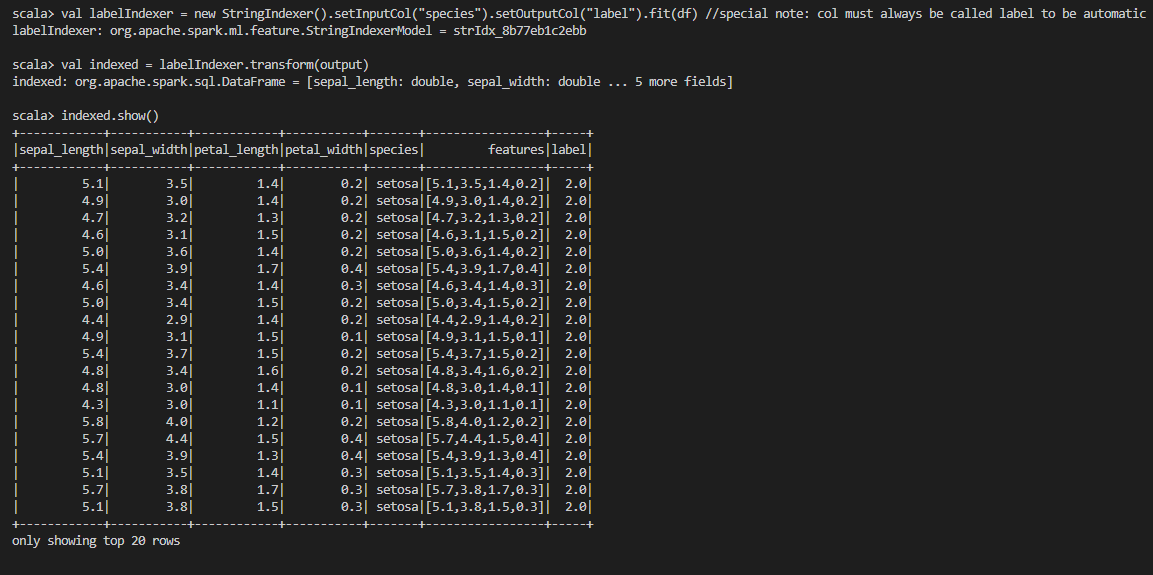 scala> val labelIndexer = new StringIndexer().setInputCol("species").setOutputCol("label").fit(df) //special note: col must always be called label to be automatic
labelIndexer: org.apache.spark.ml.feature.StringIndexerModel = strIdx_8b77eb1c2ebb
scala> val indexed = labelIndexer.transform(output)
indexed: org.apache.spark.sql.DataFrame = [sepal_length: double, sepal_width: double ... 5 more fields]
scala> indexed.show()
+------------+-----------+------------+-----------+-------+-----------------+-----+
|sepal_length|sepal_width|petal_length|petal_width|species|         features|label|
+------------+-----------+------------+-----------+-------+-----------------+-----+
|         5.1|        3.5|         1.4|        0.2| setosa|[5.1,3.5,1.4,0.2]|  2.0|
|         4.9|        3.0|         1.4|        0.2| setosa|[4.9,3.0,1.4,0.2]|  2.0|
|         4.7|        3.2|         1.3|        0.2| setosa|[4.7,3.2,1.3,0.2]|  2.0|
|         4.6|        3.1|         1.5|        0.2| setosa|[4.6,3.1,1.5,0.2]|  2.0|
|         5.0|        3.6|         1.4|        0.2| setosa|[5.0,3.6,1.4,0.2]|  2.0|
|         5.4|        3.9|         1.7|        0.4| setosa|[5.4,3.9,1.7,0.4]|  2.0|
|         4.6|        3.4|         1.4|        0.3| setosa|[4.6,3.4,1.4,0.3]|  2.0|
|         5.0|        3.4|         1.5|        0.2| setosa|[5.0,3.4,1.5,0.2]|  2.0|
|         4.4|        2.9|         1.4|        0.2| setosa|[4.4,2.9,1.4,0.2]|  2.0|
|         4.9|        3.1|         1.5|        0.1| setosa|[4.9,3.1,1.5,0.1]|  2.0|
|         5.4|        3.7|         1.5|        0.2| setosa|[5.4,3.7,1.5,0.2]|  2.0|
|         4.8|        3.4|         1.6|        0.2| setosa|[4.8,3.4,1.6,0.2]|  2.0|
|         4.8|        3.0|         1.4|        0.1| setosa|[4.8,3.0,1.4,0.1]|  2.0|
|         4.3|        3.0|         1.1|        0.1| setosa|[4.3,3.0,1.1,0.1]|  2.0|
|         5.8|        4.0|         1.2|        0.2| setosa|[5.8,4.0,1.2,0.2]|  2.0|
|         5.7|        4.4|         1.5|        0.4| setosa|[5.7,4.4,1.5,0.4]|  2.0|
|         5.4|        3.9|         1.3|        0.4| setosa|[5.4,3.9,1.3,0.4]|  2.0|
|         5.1|        3.5|         1.4|        0.3| setosa|[5.1,3.5,1.4,0.3]|  2.0|
|         5.7|        3.8|         1.7|        0.3| setosa|[5.7,3.8,1.7,0.3]|  2.0|
|         5.1|        3.8|         1.5|        0.3| setosa|[5.1,3.8,1.5,0.3]|  2.0|
+------------+-----------+------------+-----------+-------+-----------------+-----+
only showing top 20 rows